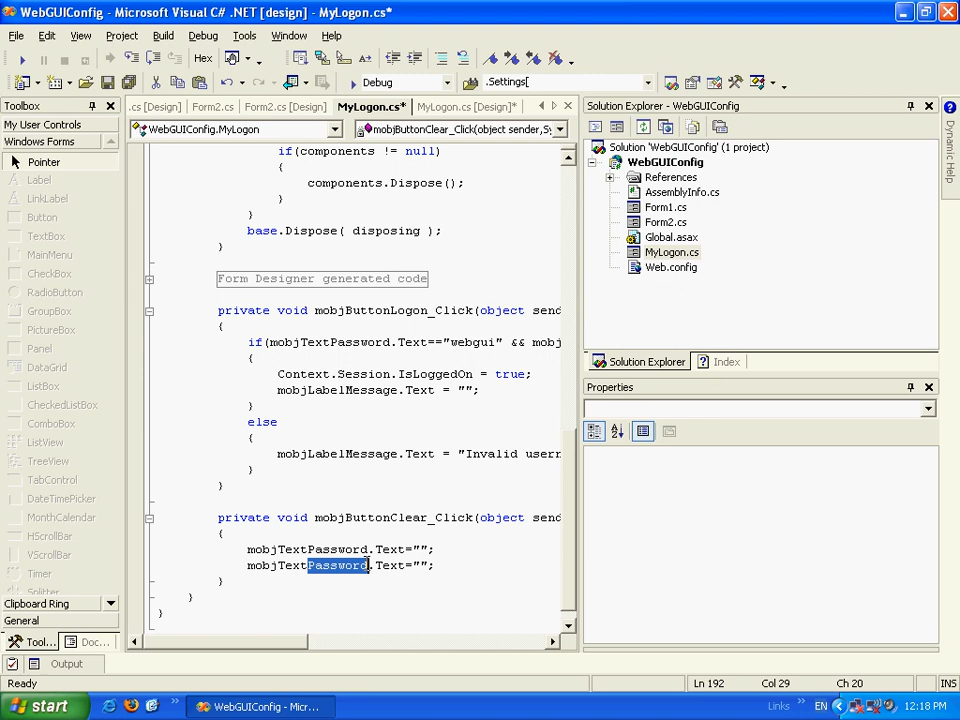 WebGUIConfig - Microsoft Visual C# .NET [design] - MyLogon.cs*
File Edit View Project Build Debug Tools Window Help
Hex
Debug
.Settings[
Toolbox
My User Controls
Windows Forms
Pointer
Label
LinkLabel
Button
TextBox
MainMenu
CheckBox
RadioButton
GroupBox
PictureBox
Panel
DataGrid
ListBox
CheckedListBox
ComboBox
ListView
TreeView
TabControl
DateTimePicker
MonthCalendar
HScrollBar
VScrollBar
Timer
Splitter
Clipboard Ring
General
Tool... Doc...
Output
.cs [Design] Form2.cs Form2.cs [Design] MyLogon.cs* MyLogon.cs [Design]*
WebGUIConfig.MyLogon
mobjButtonClear_Click(object sender,Sy
if(components != null)
{
components.Dispose();
}
}
base.Dispose( disposing );
}
Form Designer generated code
private void mobjButtonLogon_Click(object send
{
if(mobjTextPassword.Text=="webgui" && mobj
{
Context.Session.IsLoggedOn = true;
mobjLabelMessage.Text = "";
}
else
{
mobjLabelMessage.Text = "Invalid usern
}
}
private void mobjButtonClear_Click(object send
{
mobjTextPassword.Text="";
mobjTextPassword.Text="";
}
}
}
Solution Explorer - WebGUIConfig
Solution 'WebGUIConfig' (1 project)
WebGUIConfig
References
AssemblyInfo.cs
Form1.cs
Form2.cs
Global.asax
MyLogon.cs
Web.config
Solution Explorer Index
Properties
Dynamic Help
Ready
Ln 192 Col 29 Ch 20 INS
start
WebGUIConfig - Micr...
Links
EN
12:18 PM